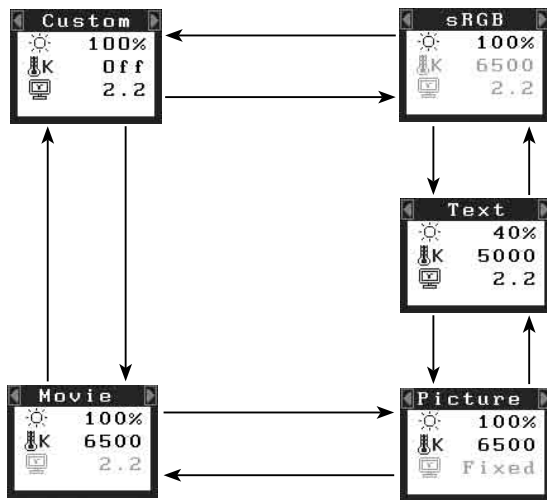 Custom
100%
K Off
2.2
sRGB
100%
K 6500
2.2
Text
40%
K 5000
2.2
Movie
100%
K 6500
2.2
Picture
100%
K 6500
Fixed